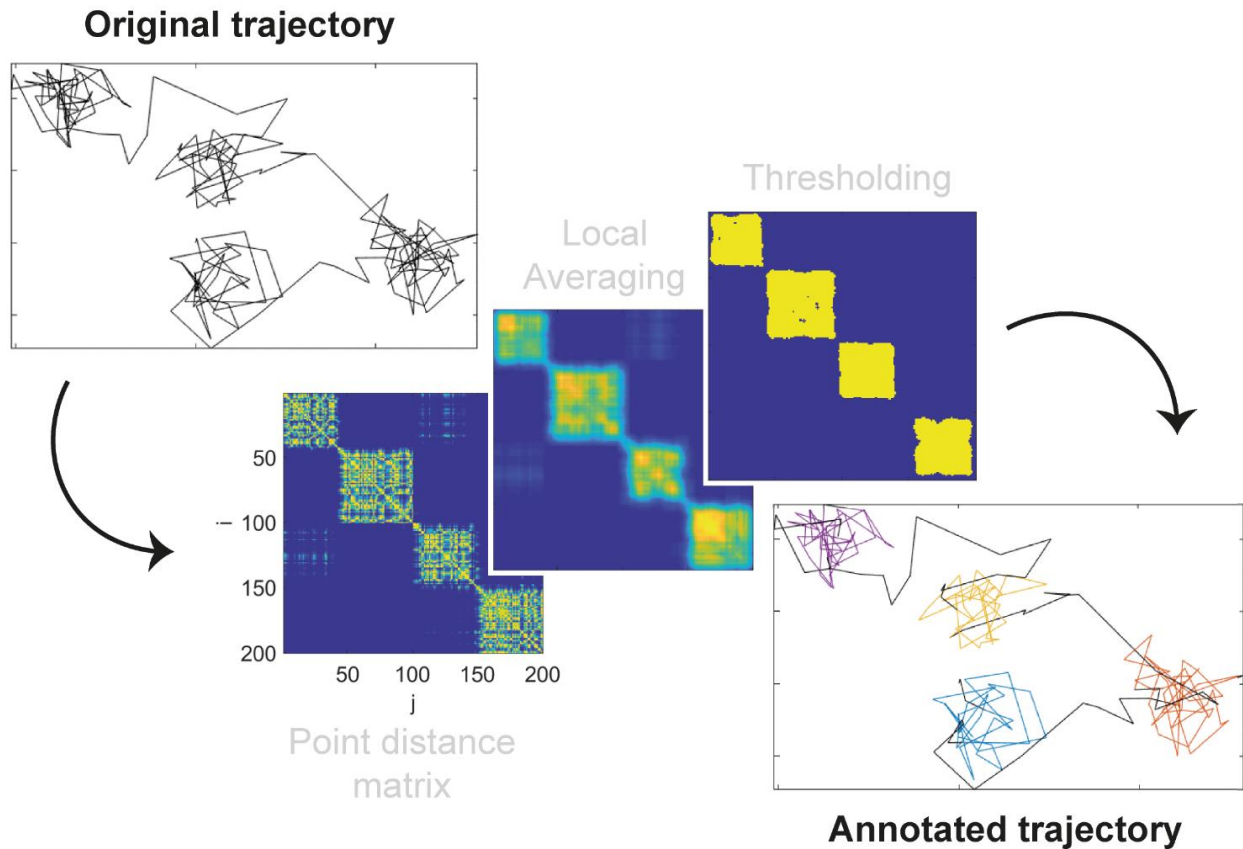 Original trajectory
Thresholding
Local
Averaging
50
100
150
200
i
50
100
150
200
j
Point distance
matrix
Annotated trajectory